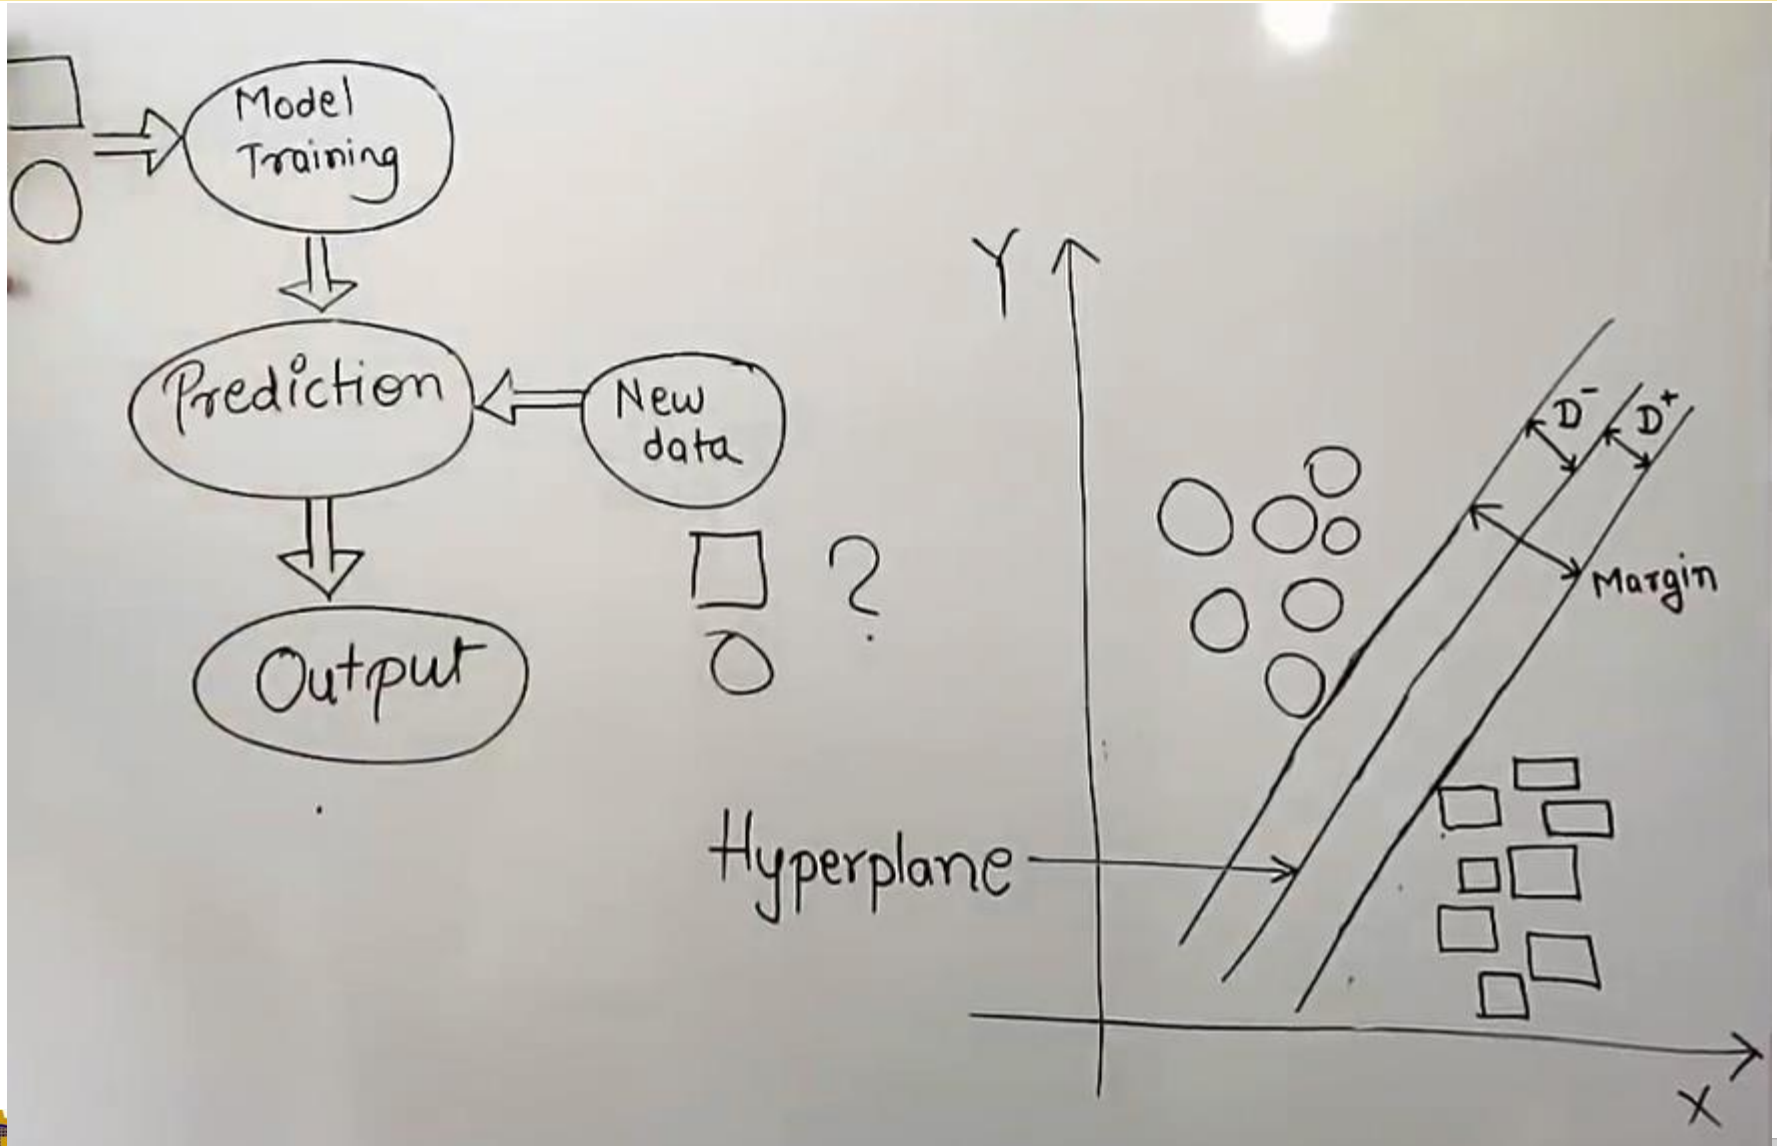 Model
Training
Prediction
New
data
?
Output
Y
D⁻
D⁺
Margin
Hyperplane
X